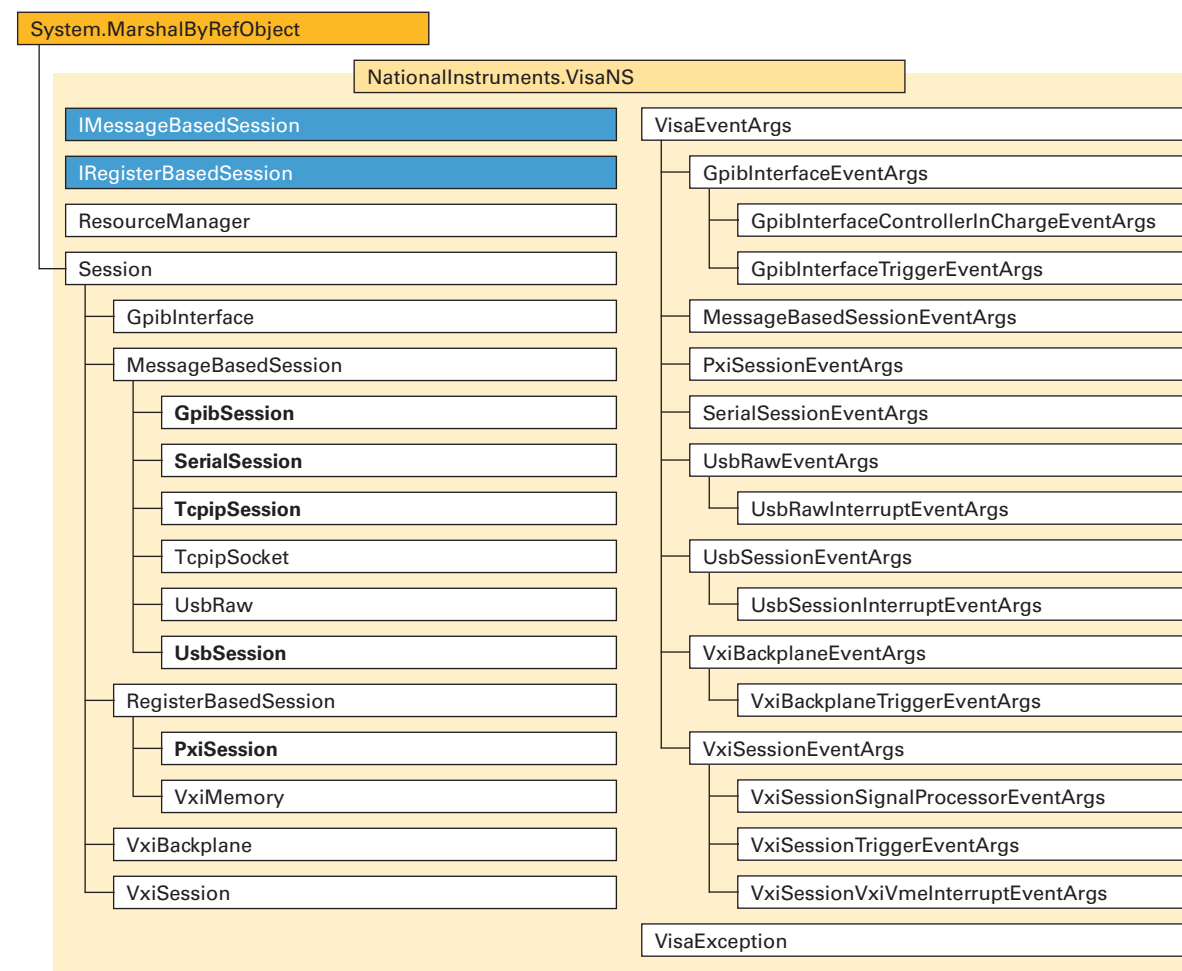 System.MarshalByRefObject
NationalInstruments.VisaNS
IMessageBasedSession
IRegisterBasedSession
ResourceManager
Session
GpibInterface
MessageBasedSession
GpibSession
SerialSession
TcpipSession
TcpipSocket
UsbRaw
UsbSession
RegisterBasedSession
PxiSession
VxiMemory
VxiBackplane
VxiSession
VisaEventArgs
GpibInterfaceEventArgs
GpibInterfaceControllerInChargeEventArgs
GpibInterfaceTriggerEventArgs
MessageBasedSessionEventArgs
PxiSessionEventArgs
SerialSessionEventArgs
UsbRawEventArgs
UsbRawInterruptEventArgs
UsbSessionEventArgs
UsbSessionInterruptEventArgs
VxiBackplaneEventArgs
VxiBackplaneTriggerEventArgs
VxiSessionEventArgs
VxiSessionSignalProcessorEventArgs
VxiSessionTriggerEventArgs
VxiSessionVxiVmeInterruptEventArgs
VisaException